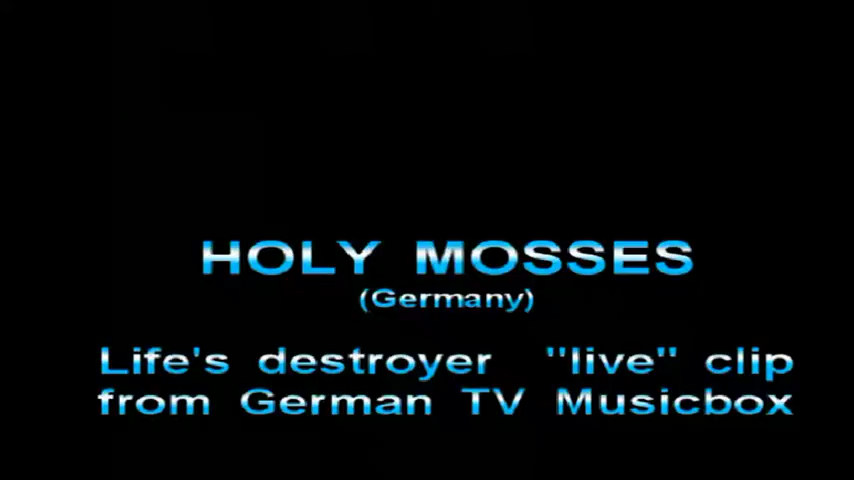 HOLY MOSSES
(Germany)
Life's destroyer "live" clip
from German TV Musicbox